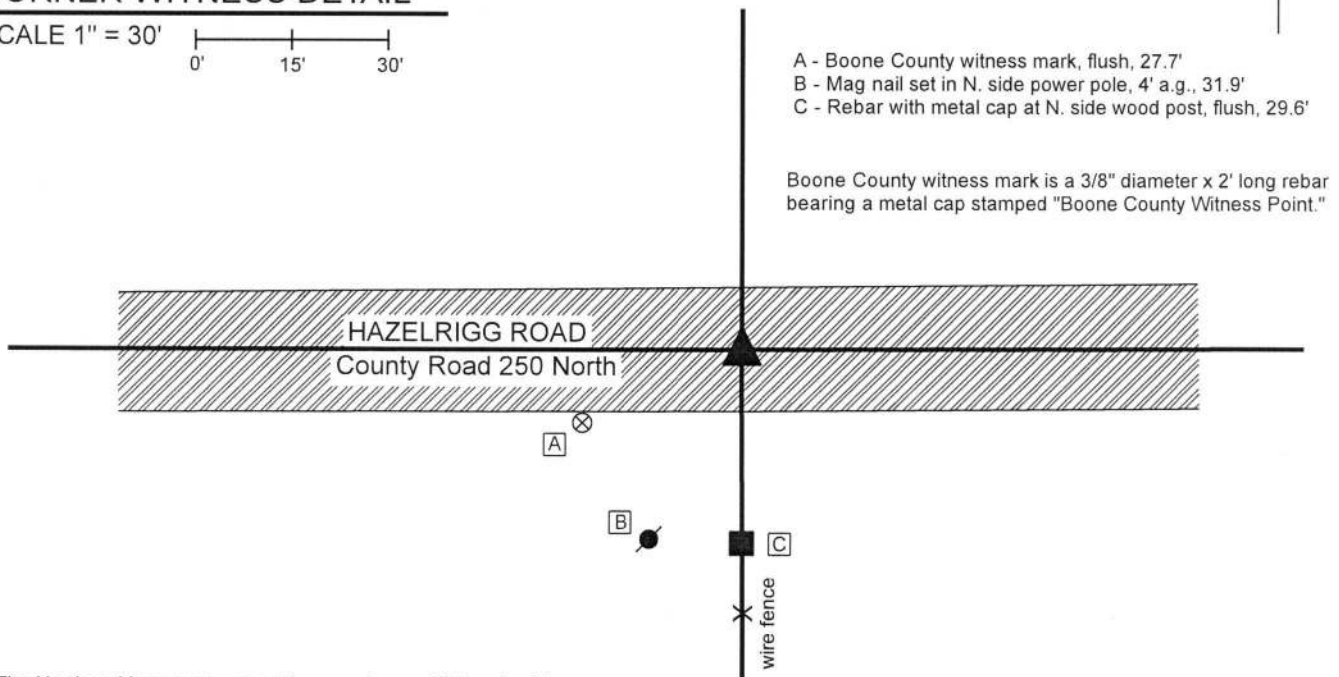 WITNESS DETAIL
1" = 30'
0' 15' 30'
A - Boone County witness mark, flush, 27.7'
B - Mag nail set in N. side power pole, 4' a.g., 31.9'
C - Rebar with metal cap at N. side wood post, flush, 29.6'
Boone County witness mark is a 3/8" diameter x 2' long rebar
bearing a metal cap stamped "Boone County Witness Point."
HAZELRIGG ROAD
County Road 250 North
A
B
C
wire fence